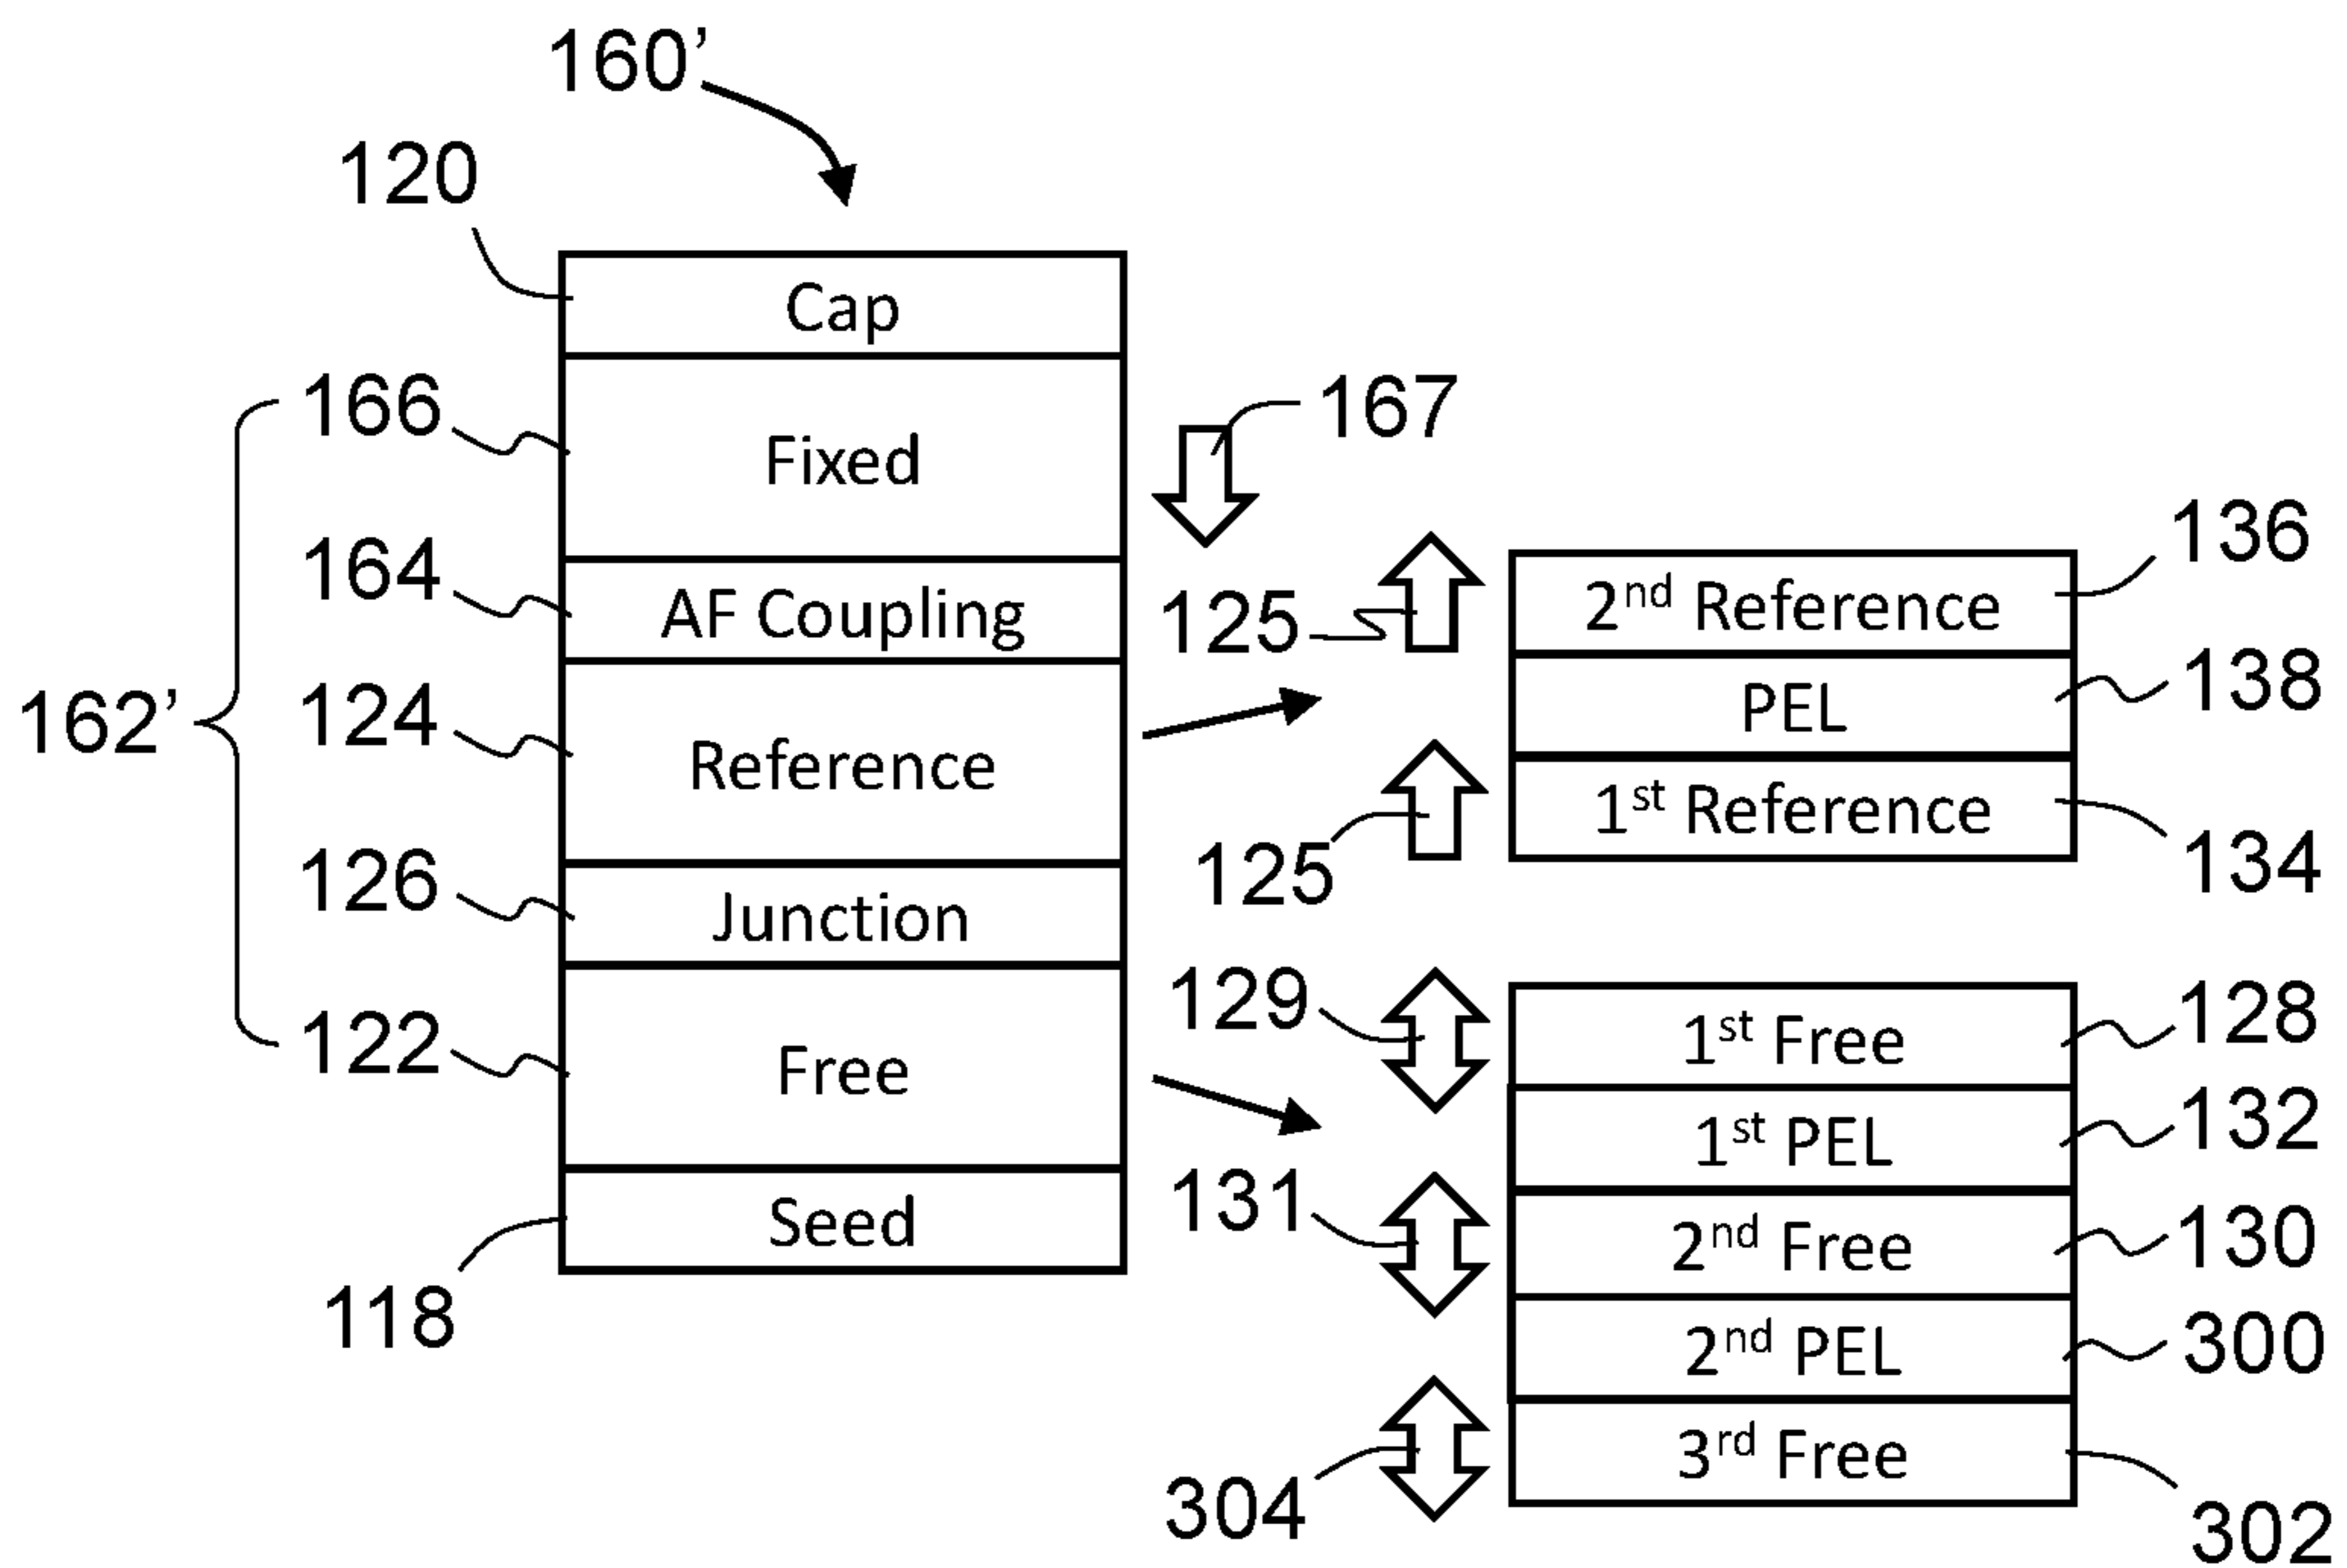 160’
120
Cap
166
Fixed
167
164
AF Coupling
125
2nd Reference
136
162’
124
Reference
PEL
138
125
1st Reference
134
126
Junction
122
Free
129
1st Free
128
1st PEL
132
118
Seed
131
2nd Free
130
2nd PEL
300
304
3rd Free
302